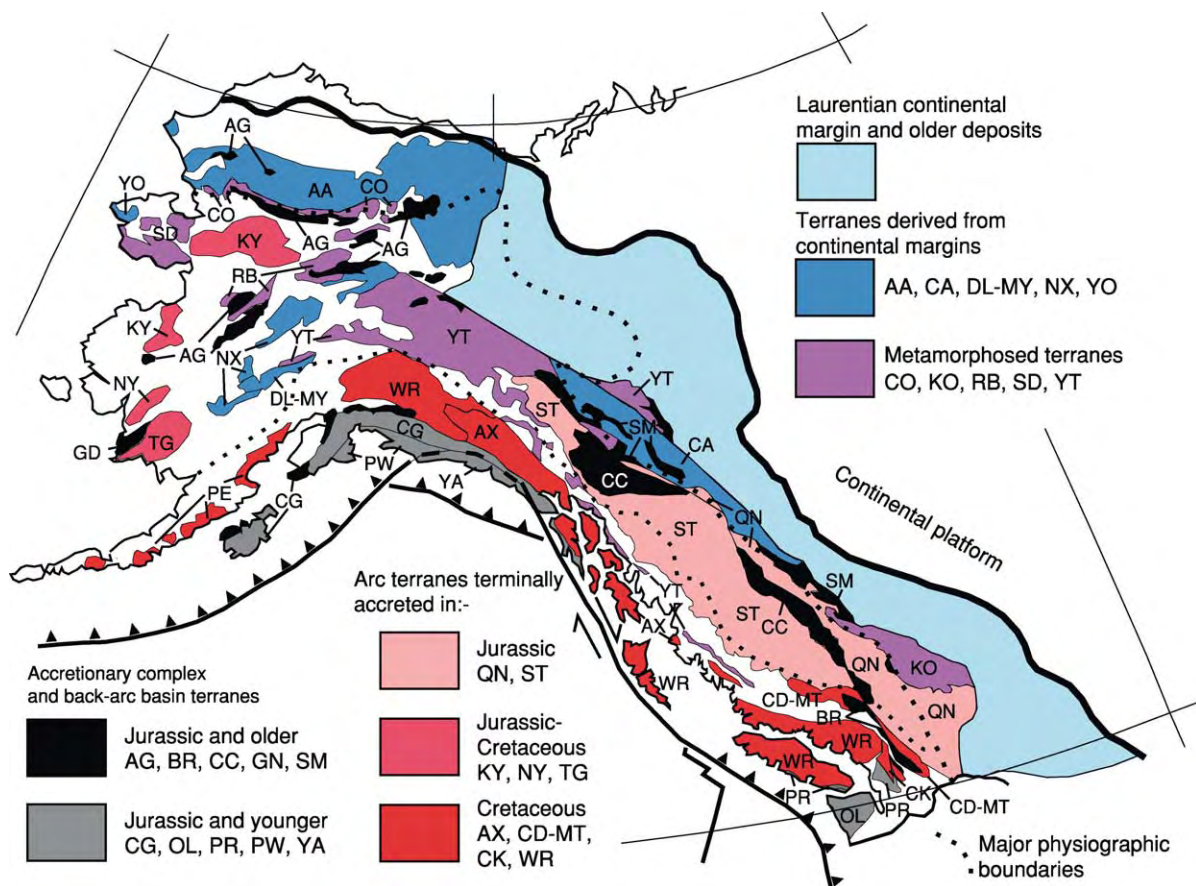 Laurentian continental
margin and older deposits
Terranes derived from
continental margins
AA, CA, DL-MY, NX, YO
Metamorphosed terranes
CO, KO, RB, SD, YT
AG
YO
CO
AA
CO
SD
KY
AG
AG
RB
KY
AG
NX
YT
YT
YT
NY
DL-MY
WR
ST
SM
CA
GD
TG
CG
AX
PW
YA
CC
PE
CG
QN
ST
Continental platform
SM
YT
AX
ST
CC
QN
KO
WR
CD-MT
BR
QN
WR
WR
PR
CK
PR
OL
CD-MT
Arc terranes terminally
accreted in:-
Jurassic
QN, ST
Jurassic-
Cretaceous
KY, NY, TG
Cretaceous
AX, CD-MT,
CK, WR
Accretionary complex
and back-arc basin terranes
Jurassic and older
AG, BR, CC, GN, SM
Jurassic and younger
CG, OL, PR, PW, YA
Major physiographic
boundaries